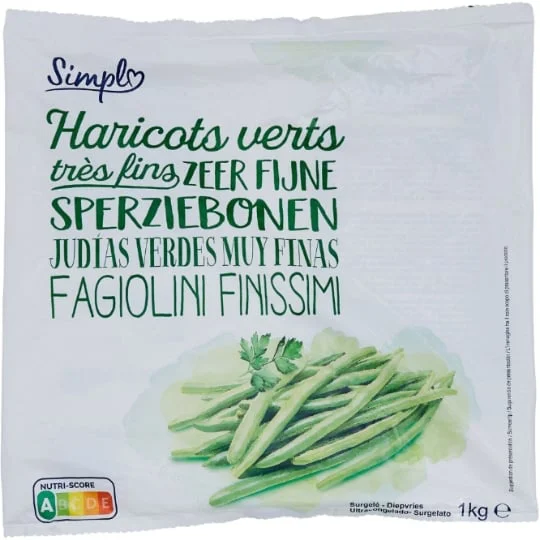 Simpl
Haricots verts
très fins ZEER FIJNE
SPERZIEBONEN
JUDÍAS VERDES MUY FINAS
FAGIOLINI FINISSIMI
NUTRI-SCORE
A B C D E
Surgelé - Diepvries
Ultracongelado - Surgelato
1kg e